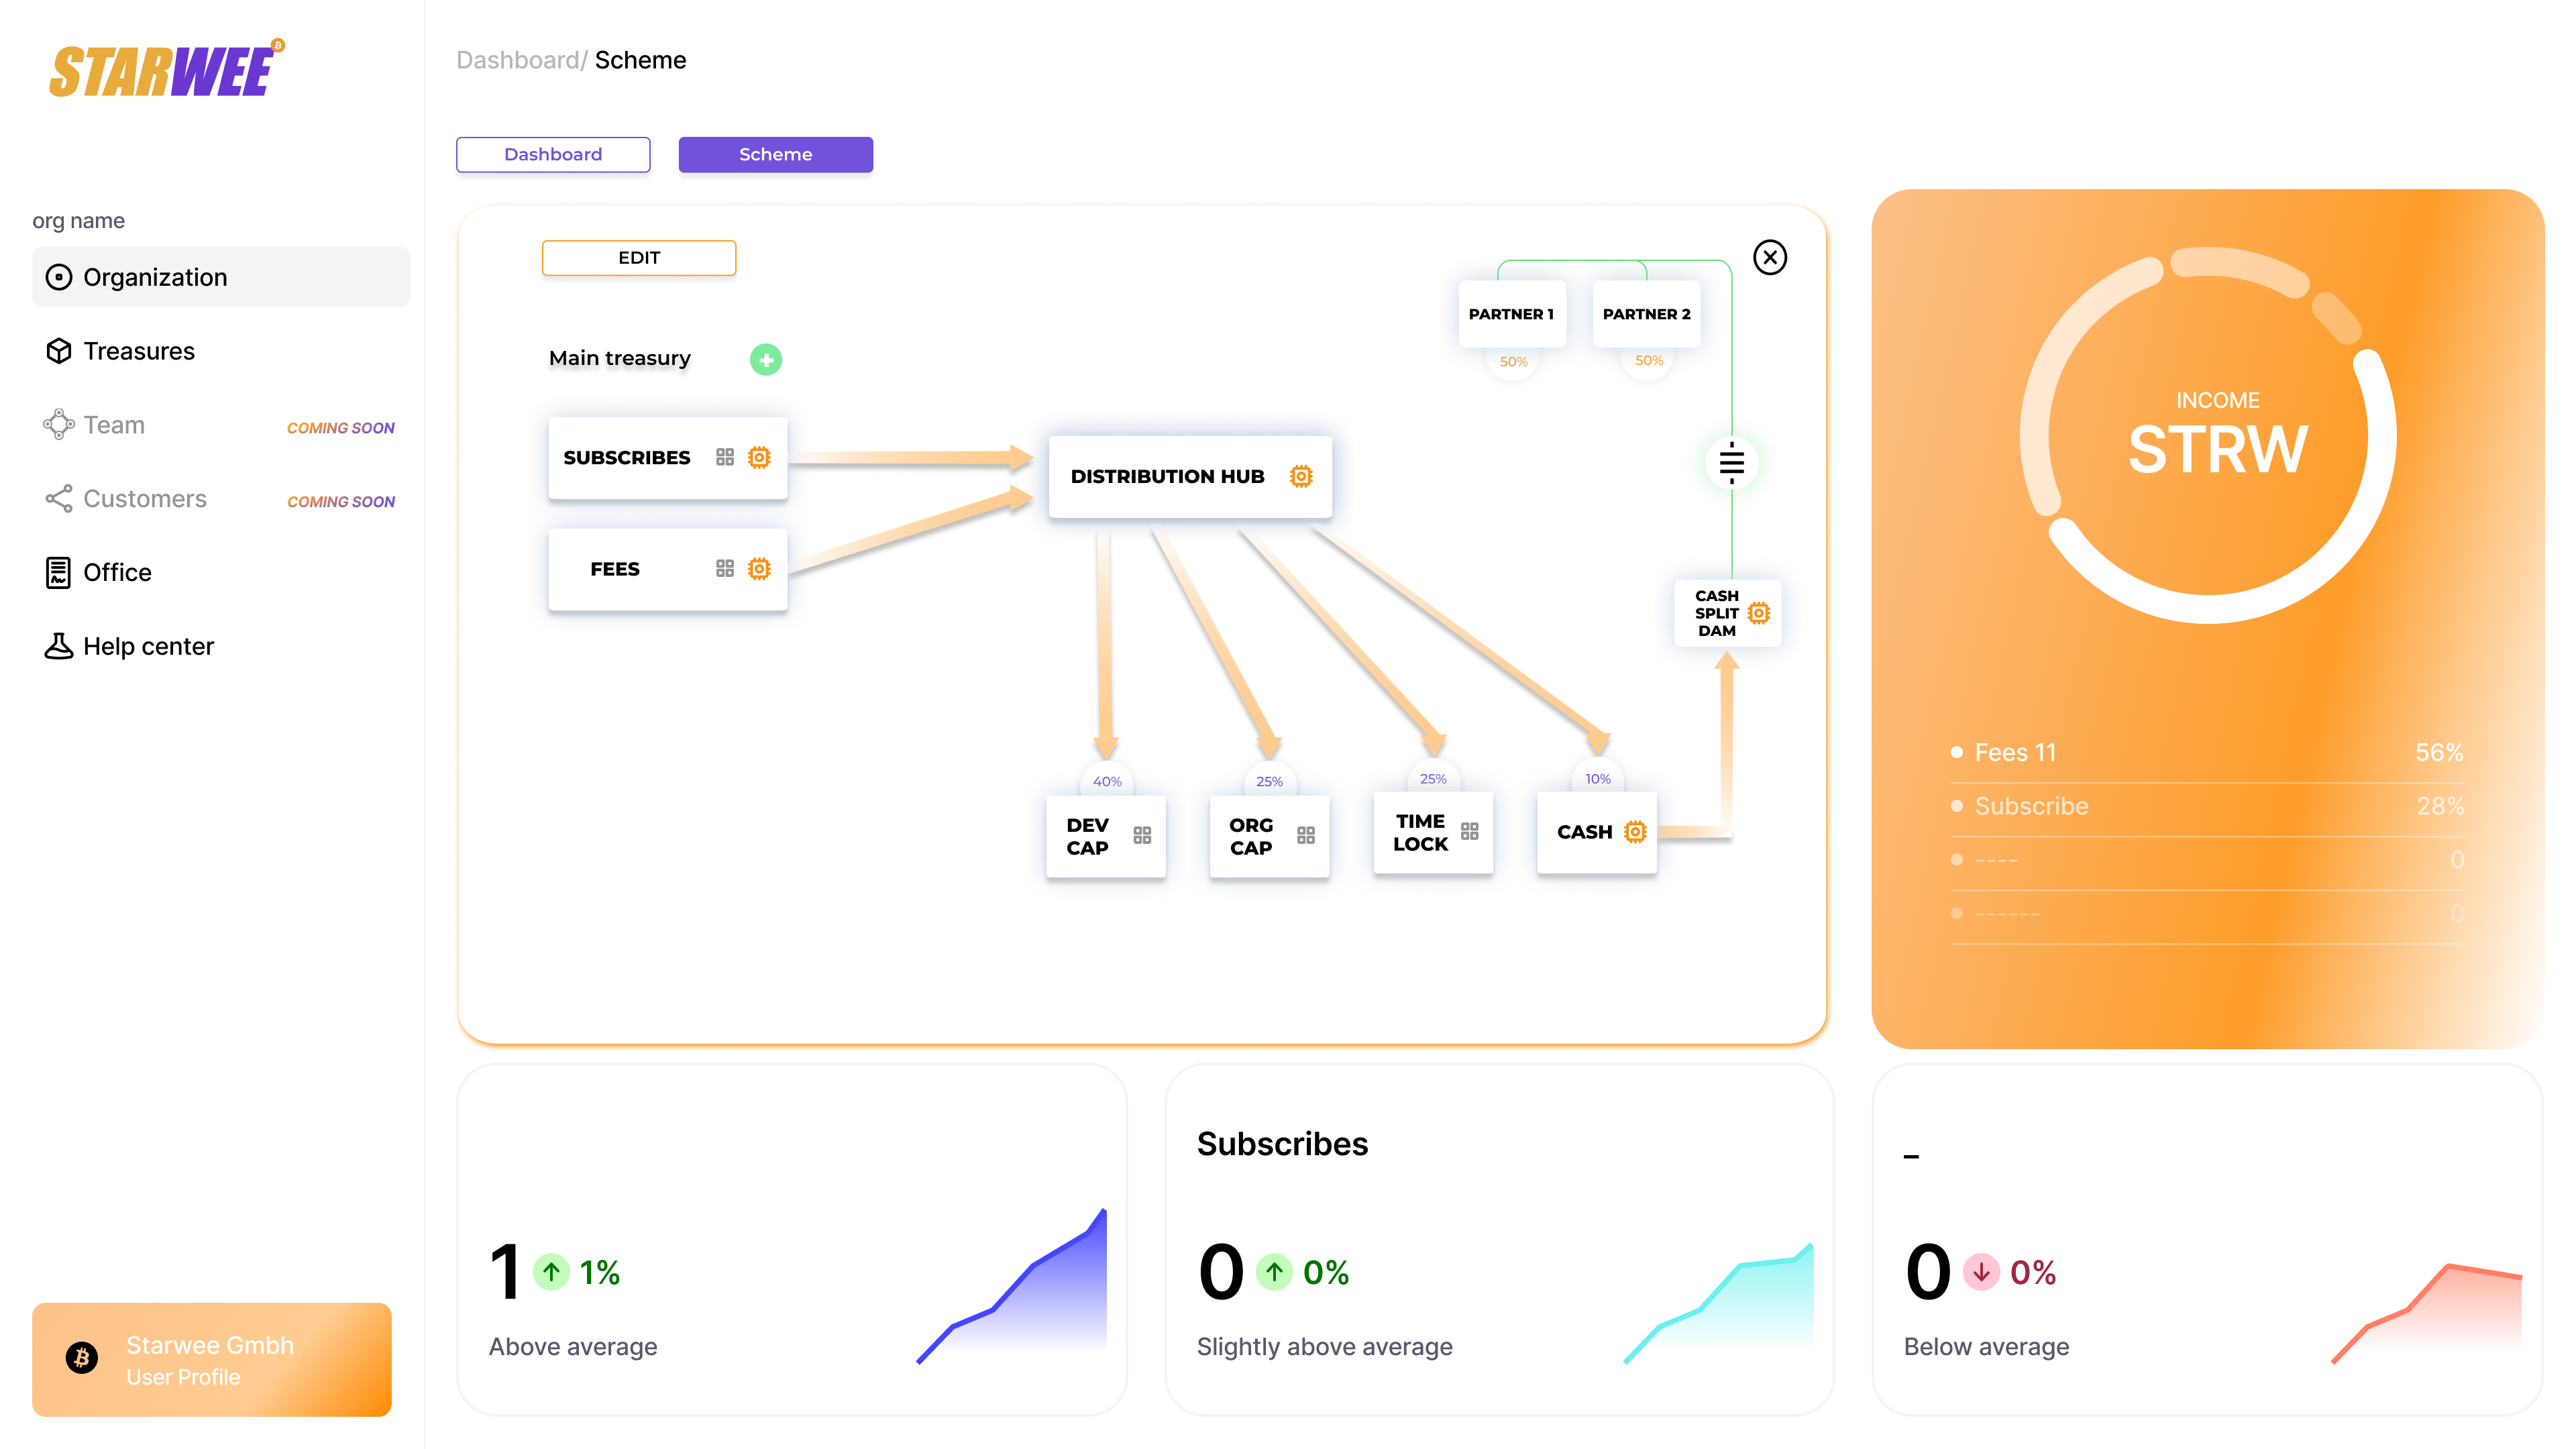 STARWEE
Dashboard/ Scheme
Dashboard
Scheme
org name
Organization
Treasures
Team
COMING SOON
Customers
COMING SOON
Office
Help center
Starwee Gmbh
User Profile
EDIT
Main treasury
SUBSCRIBES
FEES
DISTRIBUTION HUB
PARTNER 1
PARTNER 2
50%
50%
CASH
SPLIT
DAM
40%
25%
25%
10%
DEV
CAP
ORG
CAP
TIME
LOCK
CASH
INCOME
STRW
Fees 11
56%
Subscribe
28%
----
0
------
0
1
1%
Above average
Subscribes
0
0%
Slightly above average
–
0
0%
Below average